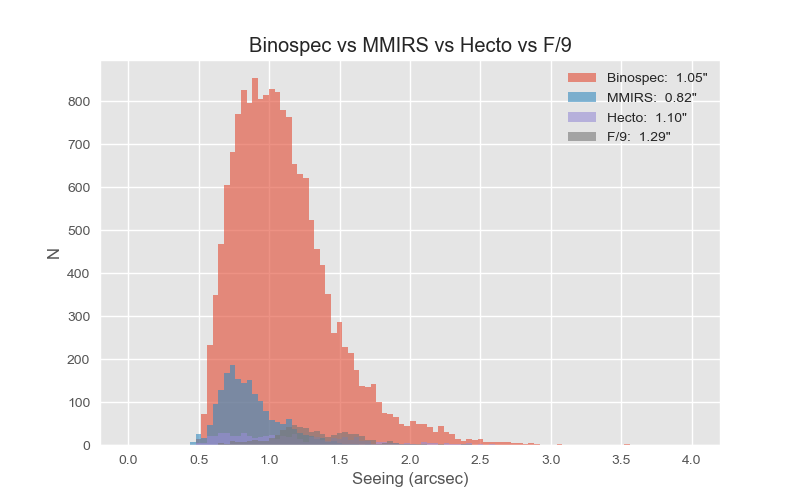 Binospec vs MMIRS vs Hecto vs F/9
Binospec:  1.05"
MMIRS:  0.82"
Hecto:  1.10"
F/9:  1.29"
800
700
600
500
400
300
200
100
0
N
0.0 0.5 1.0 1.5 2.0 2.5 3.0 3.5 4.0
Seeing (arcsec)